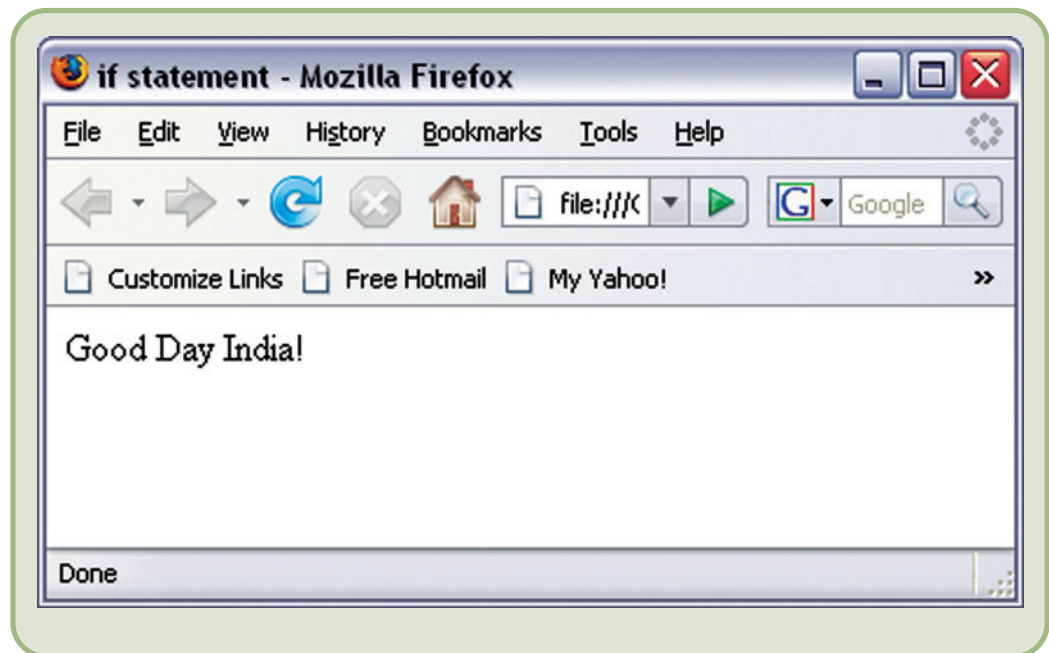 if statement - Mozilla Firefox
File Edit View History Bookmarks Tools Help
file:///C G Google
Customize Links Free Hotmail My Yahoo! »
Good Day India!
Done